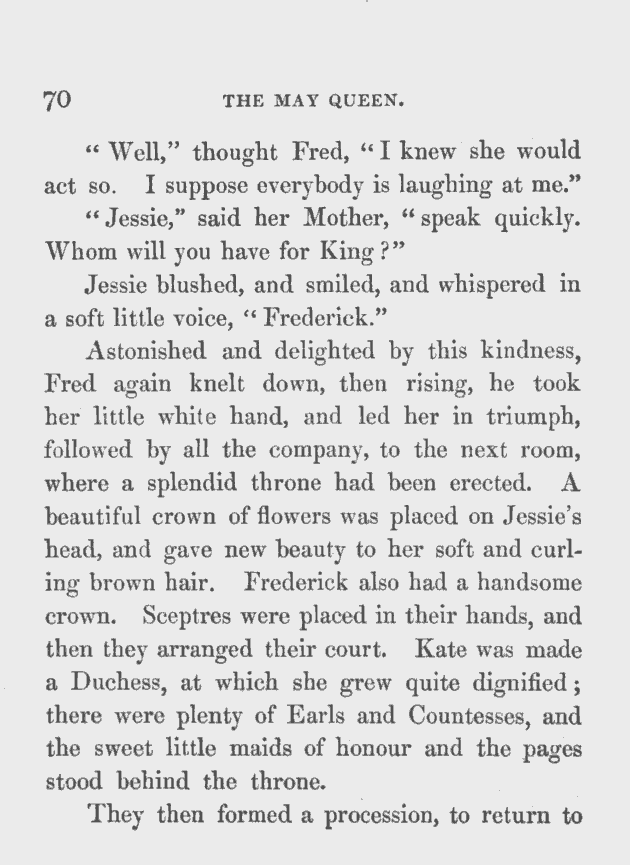 70 THE MAY QUEEN.
“ Well,” thought Fred, “ I knew she would
act so. I suppose everybody is laughing at me.”
“ Jessie,” said her Mother, “ speak quickly.
Whom will you have for King ?”
Jessie blushed, and smiled, and whispered in
a soft little voice, “ Frederick.”
Astonished and delighted by this kindness,
Fred again knelt down, then rising, he took
her little white hand, and led her in triumph,
followed by all the company, to the next room,
where a splendid throne had been erected. A
beautiful crown of flowers was placed on Jessie’s
head, and gave new beauty to her soft and curl-
ing brown hair. Frederick also had a handsome
crown. Sceptres were placed in their hands, and
then they arranged their court. Kate was made
a Duchess, at which she grew quite dignified ;
there were plenty of Earls and Countesses, and
the sweet little maids of honour and the pages
stood behind the throne.
They then formed a procession, to return to